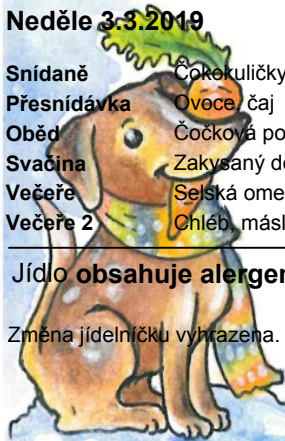 Neděle 3.3.2019
Snídaně Čokokuličky
Přesnídávka Ovoce, čaj
Oběd Čočková po
Svačina Zakysaný de
Večeře Selská ome
Večeře 2 Chléb, másl
Jídlo obsahuje alergen
Změna jídelníčku vyhrazena.